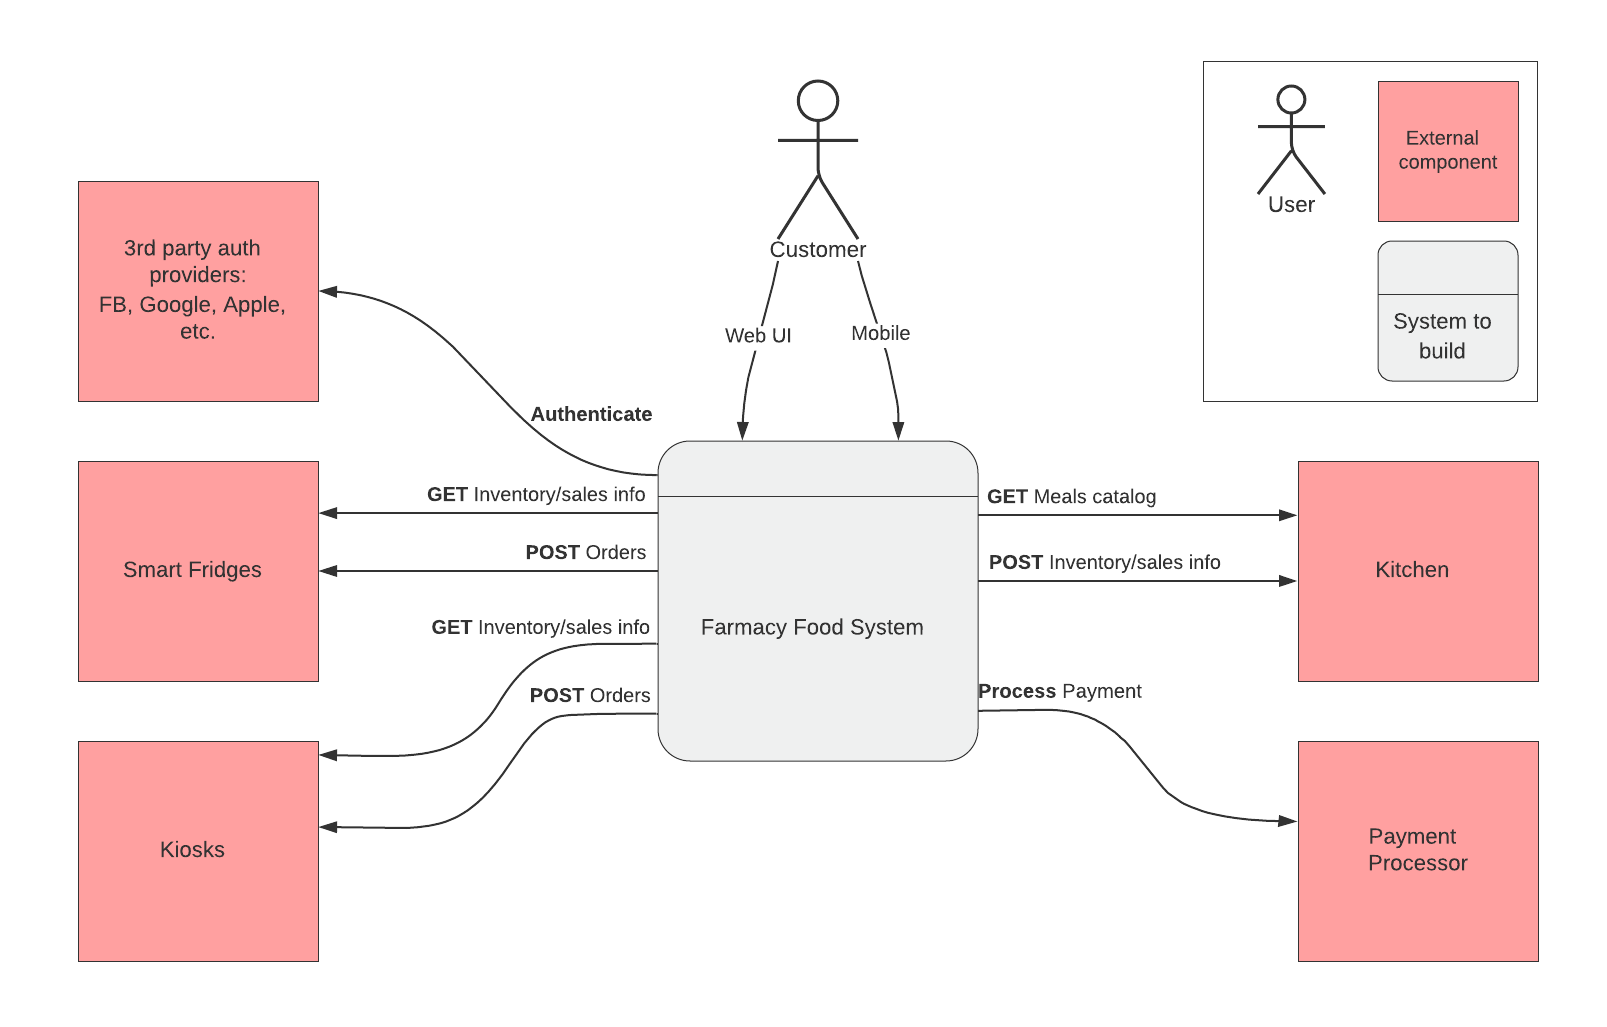 Customer
Web UI
Mobile
User
External
component
System to
build
3rd party auth
providers:
FB, Google, Apple,
etc.
Authenticate
GET Inventory/sales info
POST Orders
Smart Fridges
GET Inventory/sales info
POST Orders
Kiosks
Farmacy Food System
GET Meals catalog
POST Inventory/sales info
Kitchen
Process Payment
Payment
Processor